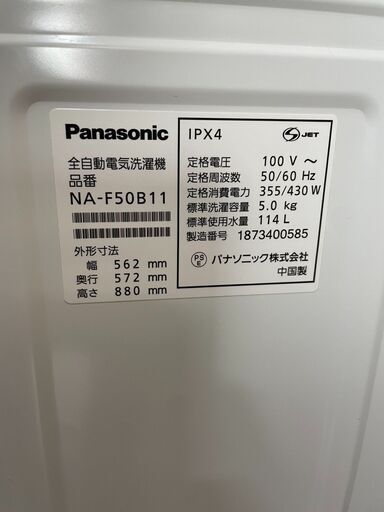 Panasonic
全自動電気洗濯機
品番
NA-F50B11
外形寸法
幅 562 mm
奥行 572 mm
高さ 880 mm
IPX4
S JET
定格電圧 100 V ～
定格周波数 50/60 Hz
定格消費電力 355/430 W
標準洗濯容量 5.0 kg
標準使用水量 114 L
製造番号 1873400585
PS E パナソニック株式会社
中国製